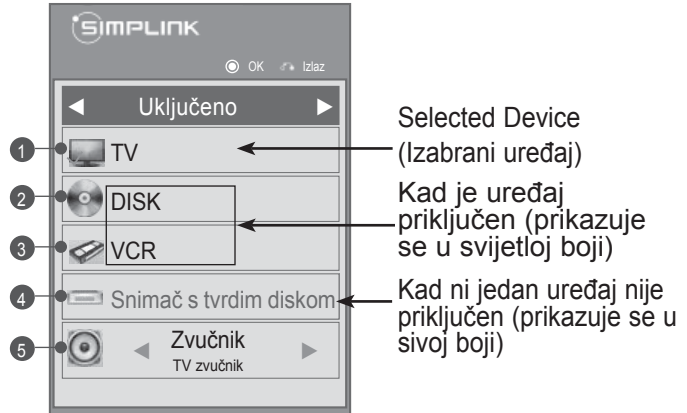 SIMPLINK
OK Izlaz
Uključeno
1 TV
2 DISK
3 VCR
4 Snimač s tvrdim diskom
5 Zvučnik
TV zvučnik
Selected Device
(Izabrani uređaj)
Kad je uređaj
priključen (prikazuje
se u svijetloj boji)
Kad ni jedan uređaj nije
priključen (prikazuje se u
sivoj boji)